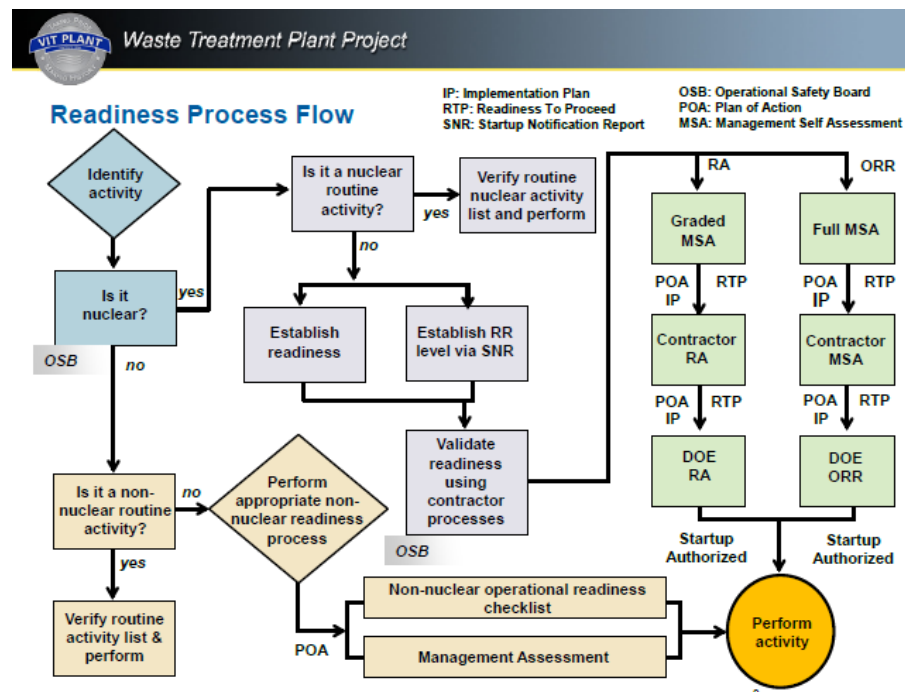 VIT PLANT
Waste Treatment Plant Project
Readiness Process Flow
IP: Implementation Plan
RTP: Readiness To Proceed
SNR: Startup Notification Report
OSB: Operational Safety Board
POA: Plan of Action
MSA: Management Self Assessment
Identify
activity
Is it
nuclear?
yes
OSB
no
Is it a nuclear
routine
activity?
yes
Verify routine
nuclear activity
list and perform
no
Establish
readiness
Establish RR
level via SNR
Validate
readiness
using
contractor
processes
OSB
RA
ORR
Graded
MSA
Full MSA
POA RTP
IP
POA RTP
IP
Contractor
RA
Contractor
MSA
POA RTP
IP
POA RTP
IP
DOE
RA
DOE
ORR
Startup
Authorized
Startup
Authorized
Is it a non-
nuclear routine
activity?
no
yes
Verify routine
activity list &
perform
Perform
appropriate non-
nuclear readiness
process
POA
Non-nuclear operational readiness
checklist
Management Assessment
Perform
activity